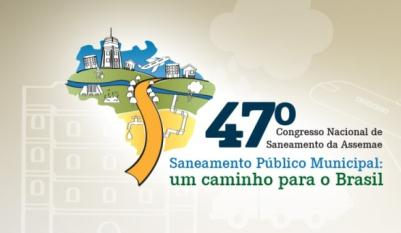 47º
Congresso Nacional de
Saneamento da Assemae
Saneamento Público Municipal:
um caminho para o Brasil